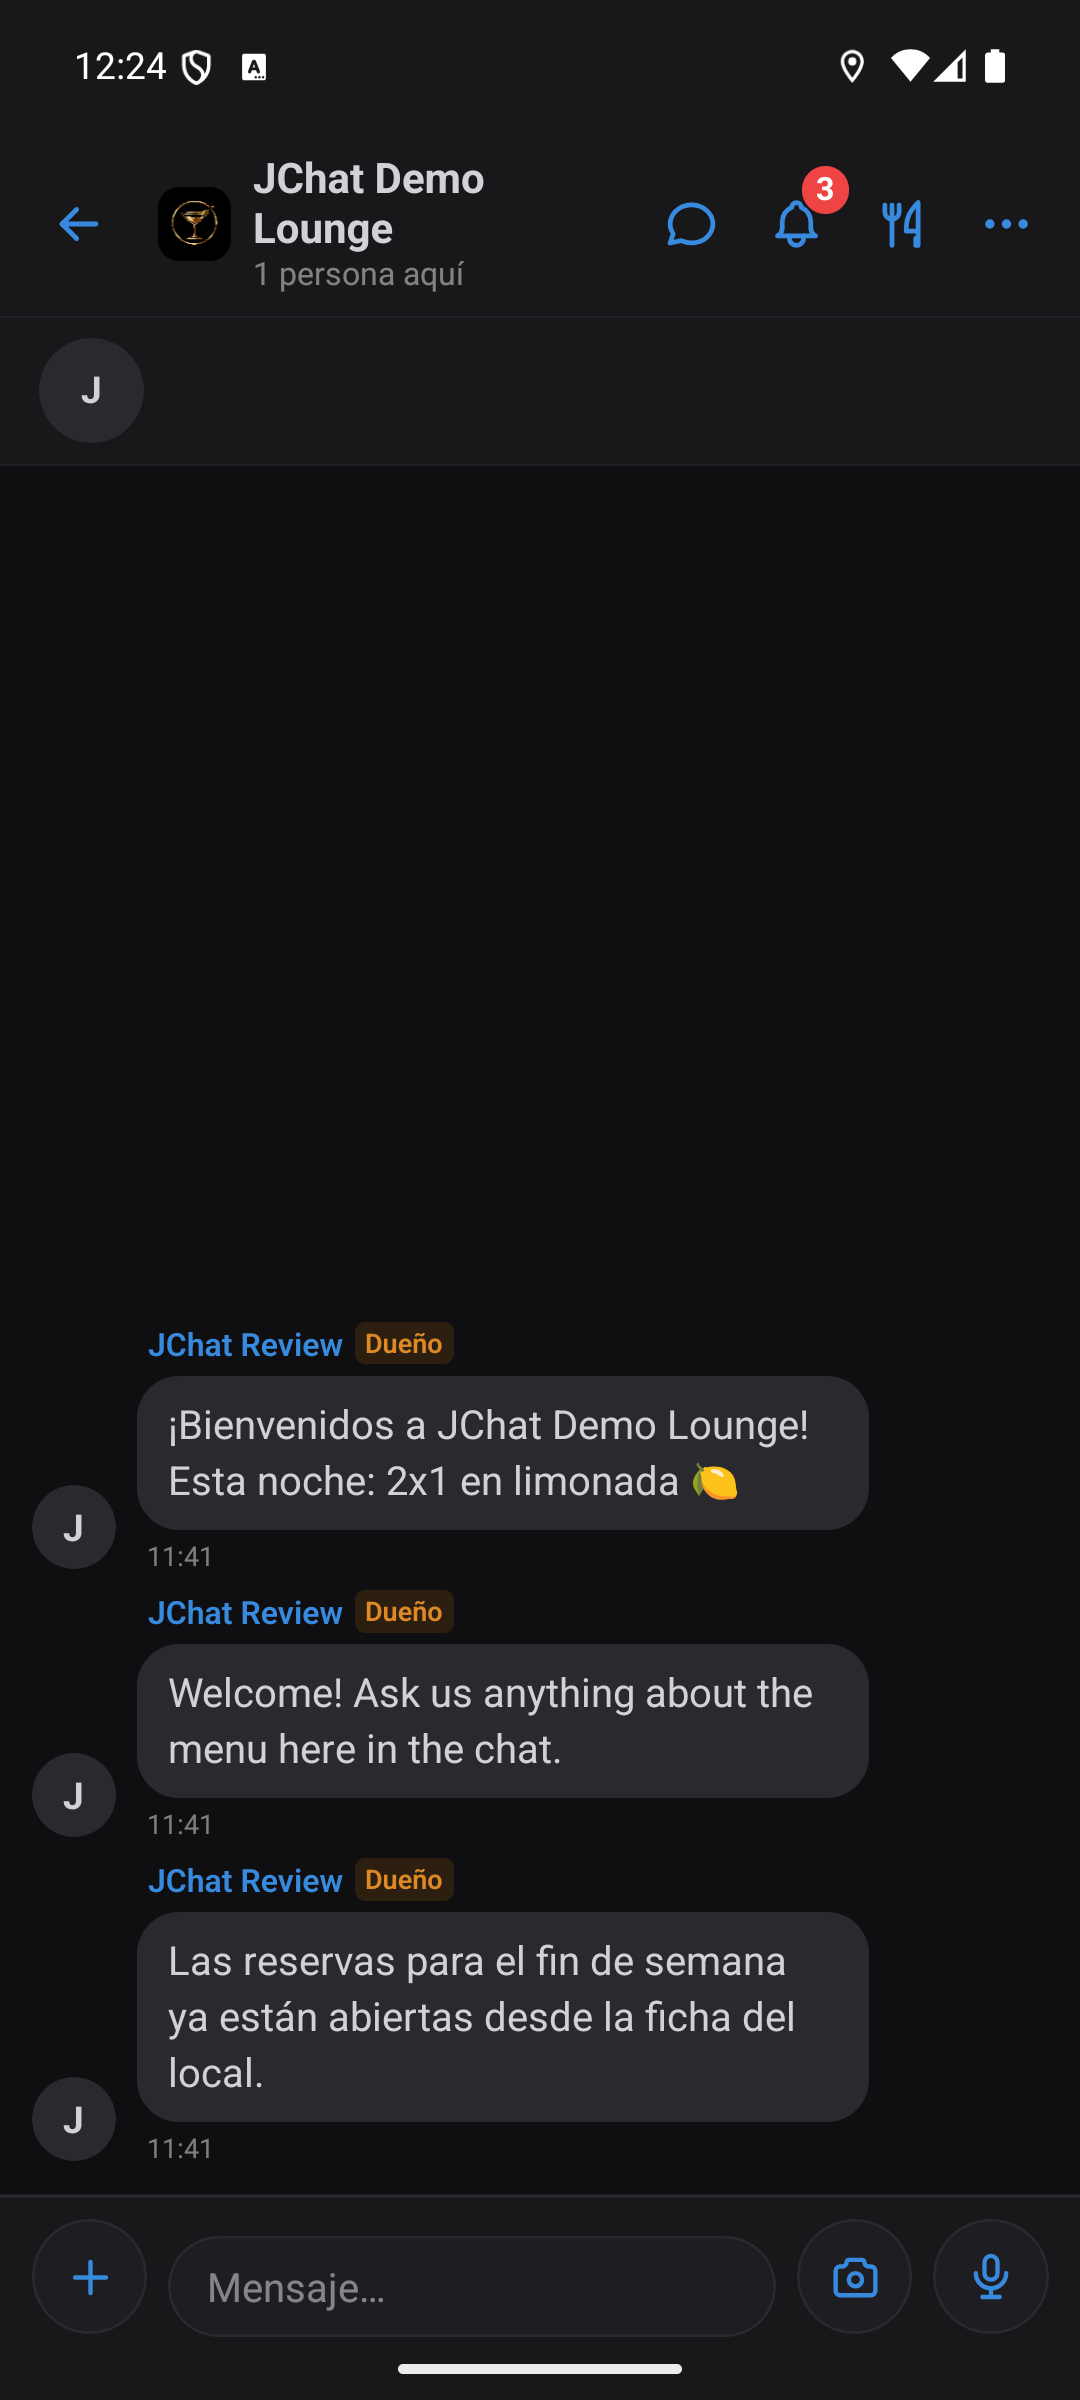 12:24
JChat Demo
Lounge
1 persona aquí
3
J
JChat Review Dueño
¡Bienvenidos a JChat Demo Lounge!
Esta noche: 2x1 en limonada 🍋
J
11:41
JChat Review Dueño
Welcome! Ask us anything about the
menu here in the chat.
J
11:41
JChat Review Dueño
Las reservas para el fin de semana
ya están abiertas desde la ficha del
local.
J
11:41
Mensaje…